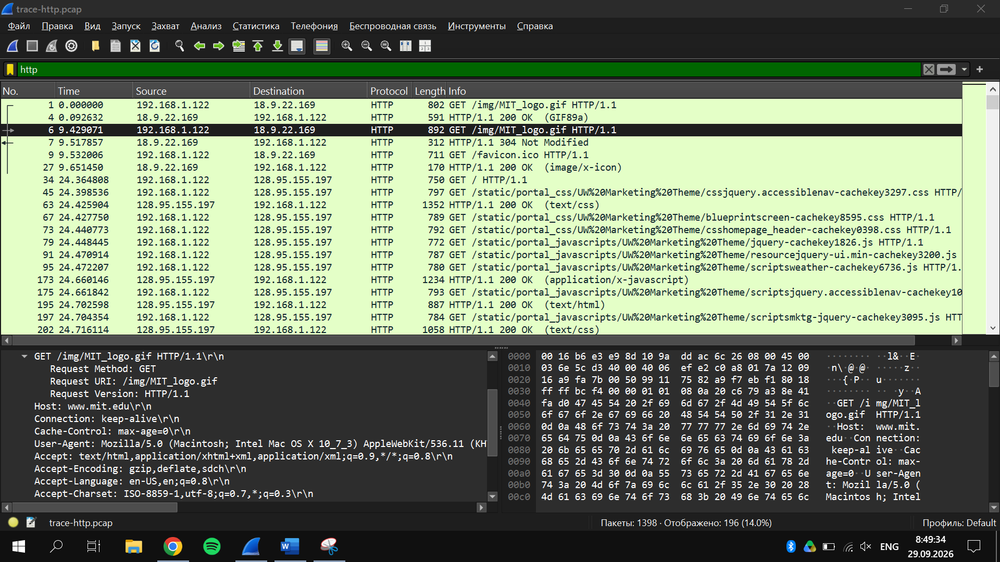 trace-http.pcap
Файл Правка Вид Запуск Захват Анализ Статистика Телефония Беспроводная связь Инструменты Справка
http
No. Time Source Destination Protocol Length Info
1 0.000000 192.168.1.122 18.9.22.169 HTTP 802 GET /img/MIT_logo.gif HTTP/1.1
4 0.092632 18.9.22.169 192.168.1.122 HTTP 591 HTTP/1.1 200 OK (GIF89a)
6 9.429071 192.168.1.122 18.9.22.169 HTTP 892 GET /img/MIT_logo.gif HTTP/1.1
7 9.517857 18.9.22.169 192.168.1.122 HTTP 312 HTTP/1.1 304 Not Modified
9 9.532006 192.168.1.122 18.9.22.169 HTTP 711 GET /favicon.ico HTTP/1.1
27 9.651450 18.9.22.169 192.168.1.122 HTTP 170 HTTP/1.1 200 OK (image/x-icon)
34 24.364808 192.168.1.122 128.95.155.197 HTTP 750 GET / HTTP/1.1
45 24.398536 192.168.1.122 128.95.155.197 HTTP 797 GET /static/portal_css/UW%20Marketing%20Theme/cssjquery.accessiblenav-cachekey3297.css HTTP/
63 24.425904 128.95.155.197 192.168.1.122 HTTP 1352 HTTP/1.1 200 OK (text/css)
67 24.427750 192.168.1.122 128.95.155.197 HTTP 789 GET /static/portal_css/UW%20Marketing%20Theme/blueprintscreen-cachekey8595.css HTTP/1.1
73 24.440773 192.168.1.122 128.95.155.197 HTTP 792 GET /static/portal_css/UW%20Marketing%20Theme/csshomepage_header-cachekey0398.css HTTP/1.1
79 24.448445 192.168.1.122 128.95.155.197 HTTP 772 GET /static/portal_javascripts/UW%20Marketing%20Theme/jquery-cachekey1826.js HTTP/1.1
91 24.470914 192.168.1.122 128.95.155.197 HTTP 787 GET /static/portal_javascripts/UW%20Marketing%20Theme/resourcejquery-ui.min-cachekey3200.js
95 24.472207 192.168.1.122 128.95.155.197 HTTP 780 GET /static/portal_javascripts/UW%20Marketing%20Theme/scriptsweather-cachekey6736.js HTTP/1.
173 24.660146 128.95.155.197 192.168.1.122 HTTP 1234 HTTP/1.1 200 OK (application/x-javascript)
175 24.661842 192.168.1.122 128.95.155.197 HTTP 793 GET /static/portal_javascripts/UW%20Marketing%20Theme/scriptsjquery.accessiblenav-cachekey10
195 24.702598 128.95.155.197 192.168.1.122 HTTP 887 HTTP/1.1 200 OK (text/html)
197 24.704354 192.168.1.122 128.95.155.197 HTTP 784 GET /static/portal_javascripts/UW%20Marketing%20Theme/scriptsmktg-jquery-cachekey3095.js HTT
202 24.716114 128.95.155.197 192.168.1.122 HTTP 1058 HTTP/1.1 200 OK (text/css)
GET /img/MIT_logo.gif HTTP/1.1\r\n
Request Method: GET
Request URI: /img/MIT_logo.gif
Request Version: HTTP/1.1
Host: www.mit.edu\r\n
Connection: keep-alive\r\n
Cache-Control: max-age=0\r\n
User-Agent: Mozilla/5.0 (Macintosh; Intel Mac OS X 10_7_3) AppleWebKit/536.11 (KH
Accept: text/html,application/xhtml+xml,application/xml;q=0.9,*/*;q=0.8\r\n
Accept-Encoding: gzip,deflate,sdch\r\n
Accept-Language: en-US,en;q=0.8\r\n
Accept-Charset: ISO-8859-1,utf-8;q=0.7,*;q=0.3\r\n
0000 00 16 b6 e3 e9 8d 10 9a dd ac 6c 26 08 00 45 00 ········ ··l&··E·
0010 03 6e 5c d3 40 00 40 06 ef e2 c0 a8 01 7a 12 09 ·n\·@·@· ·····z··
0020 16 a9 fa 7b 00 50 99 11 75 82 a9 f7 eb f1 80 18 ···{·P·· u·······
0030 ff ff bc f4 00 00 01 01 08 0a 20 c6 79 a3 8e 41 ········ ·· ·y··A
0040 fa d0 47 45 54 20 2f 69 6d 67 2f 4d 49 54 5f 6c ··GET /i mg/MIT_l
0050 6f 67 6f 2e 67 69 66 20 48 54 54 50 2f 31 2e 31 ogo.gif HTTP/1.1
0060 0d 0a 48 6f 73 74 3a 20 77 77 77 2e 6d 69 74 2e ··Host: www.mit.
0070 65 64 75 0d 0a 43 6f 6e 6e 65 63 74 69 6f 6e 3a edu··Con nection:
0080 20 6b 65 65 70 2d 61 6c 69 76 65 0d 0a 43 61 63 keep-al ive··Cac
0090 68 65 2d 43 6f 6e 74 72 6f 6c 3a 20 6d 61 78 2d he-Contr ol: max-
00a0 61 67 65 3d 30 0d 0a 55 73 65 72 2d 41 67 65 6e age=0··U ser-Agen
00b0 74 3a 20 4d 6f 7a 69 6c 6c 61 2f 35 2e 30 20 28 t: Mozil la/5.0 (
00c0 4d 61 63 69 6e 74 6f 73 68 3b 20 49 6e 74 65 6c Macintos h; Intel
trace-http.pcap Пакеты: 1398 · Отображено: 196 (14.0%) Профиль: Default
ENG
8:49:34
29.09.2026